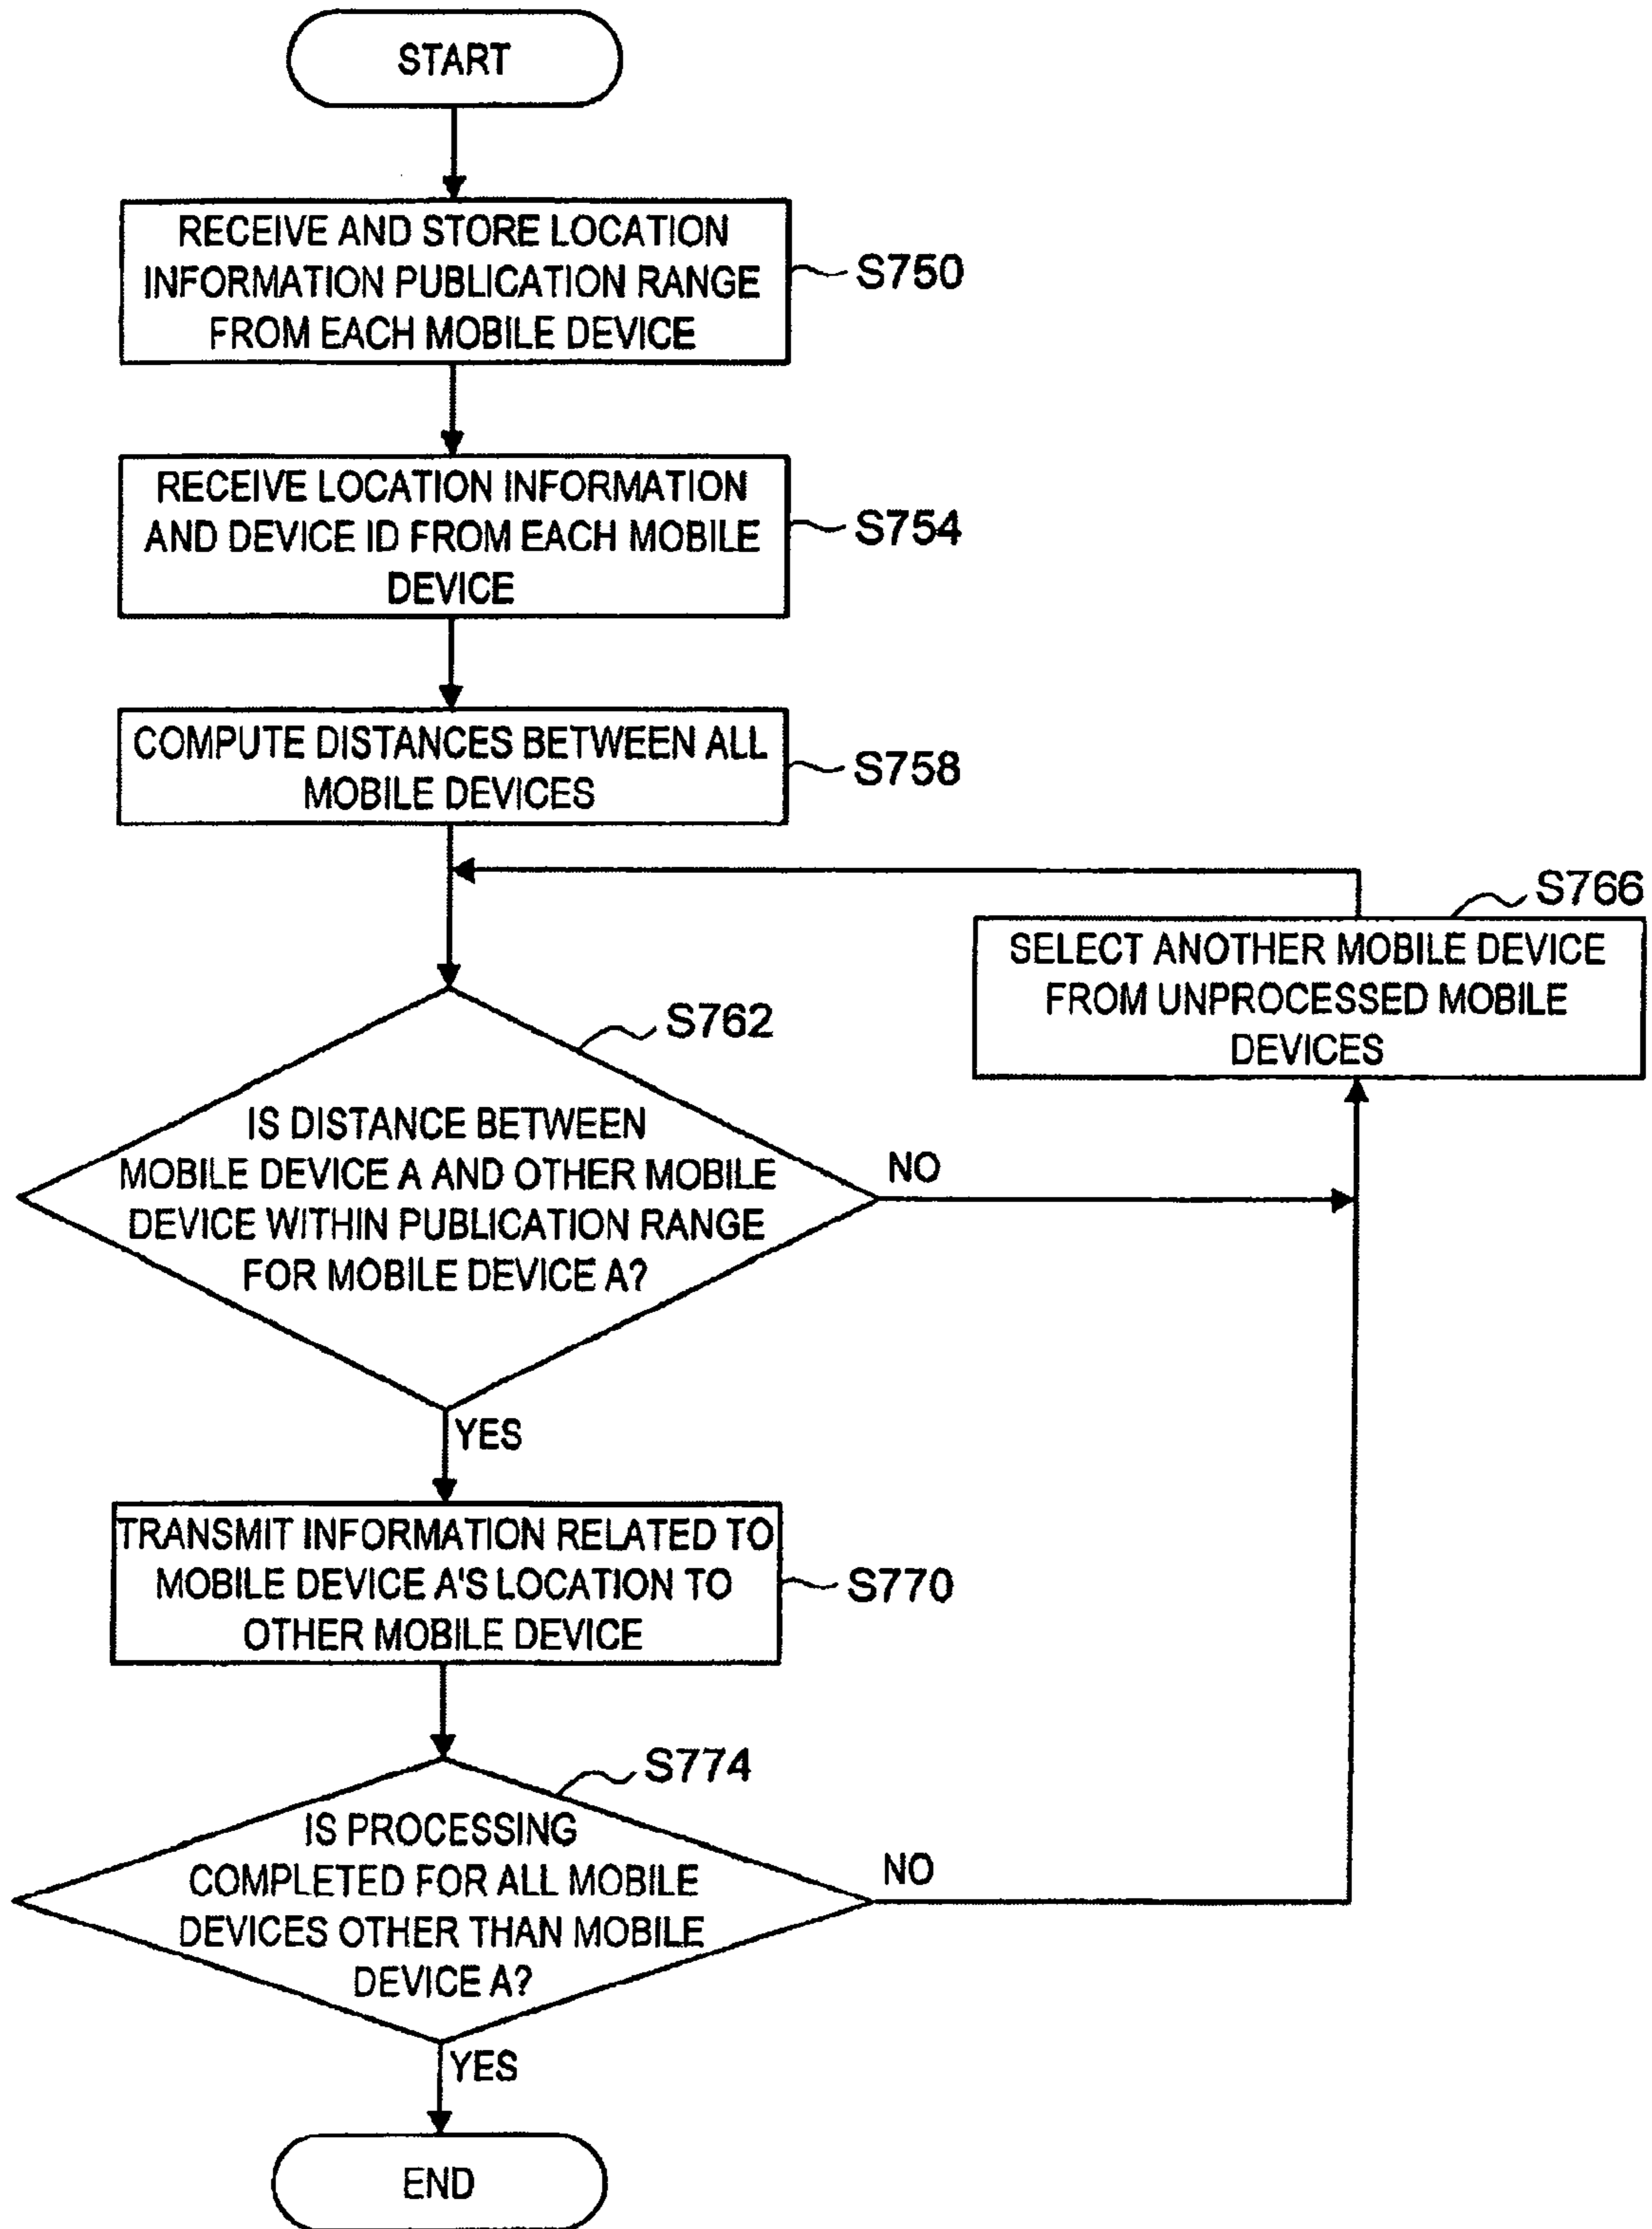 START
RECEIVE AND STORE LOCATION
INFORMATION PUBLICATION RANGE
FROM EACH MOBILE DEVICE
S750
RECEIVE LOCATION INFORMATION
AND DEVICE ID FROM EACH MOBILE
DEVICE
S754
COMPUTE DISTANCES BETWEEN ALL
MOBILE DEVICES
S758
S766
SELECT ANOTHER MOBILE DEVICE
FROM UNPROCESSED MOBILE
DEVICES
S762
IS DISTANCE BETWEEN
MOBILE DEVICE A AND OTHER MOBILE
DEVICE WITHIN PUBLICATION RANGE
FOR MOBILE DEVICE A?
NO
YES
TRANSMIT INFORMATION RELATED TO
MOBILE DEVICE A'S LOCATION TO
OTHER MOBILE DEVICE
S770
S774
IS PROCESSING
COMPLETED FOR ALL MOBILE
DEVICES OTHER THAN MOBILE
DEVICE A?
NO
YES
END